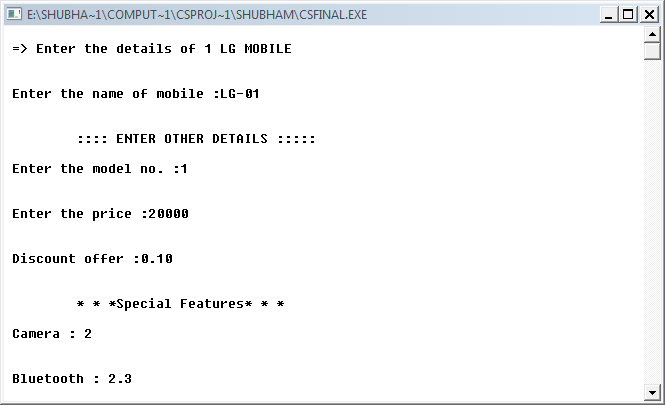 E:\SHUBHA~1\COMPUT~1\CSPROJ~1\SHUBHAM\CSFINAL.EXE
=> Enter the details of 1 LG MOBILE
Enter the name of mobile :LG-01
:::: ENTER OTHER DETAILS :::::
Enter the model no. :1
Enter the price :20000
Discount offer :0.10
* * *Special Features* * *
Camera : 2
Bluetooth : 2.3